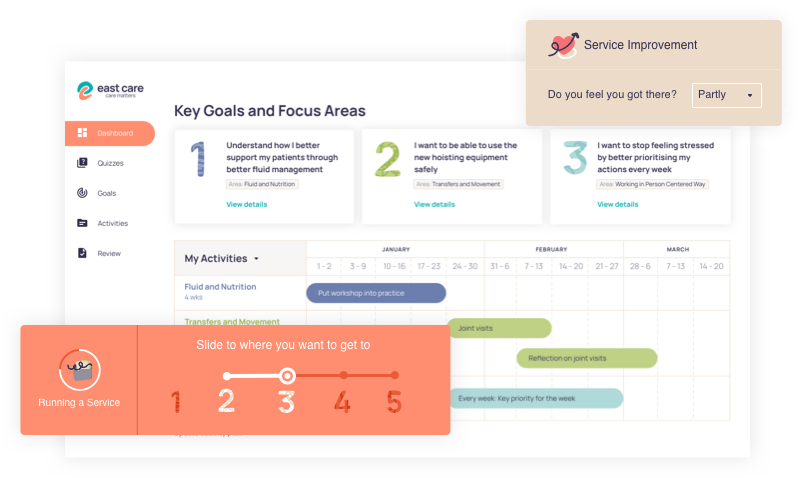 Service Improvement
Do you feel you got there?
Partly
east care
care matters
Dashboard
Quizzes
Goals
Activities
Review
Key Goals and Focus Areas
1
Understand how I better
support my patients through
better fluid management
Area: Fluid and Nutrition
View details
2
I want to be able to use the
new hoisting equipment
safely
Area: Transfers and Movement
View details
3
I want to stop feeling stressed
by better prioritising my
actions every week
Area: Working in Person Centered Way
View details
My Activities
JANUARY
FEBRUARY
MARCH
1 - 2
3 - 9
10 - 16
17 - 23
24 - 30
31 - 6
7 - 13
14 - 20
21 - 27
28 - 6
7 - 13
14 - 20
Fluid and Nutrition
4 wks
Put workshop into practice
Transfers and Movement
Joint visits
Reflection on joint visits
Every week: Key priority for the week
Slide to where you want to get to
Running a Service
1 2 3 4 5